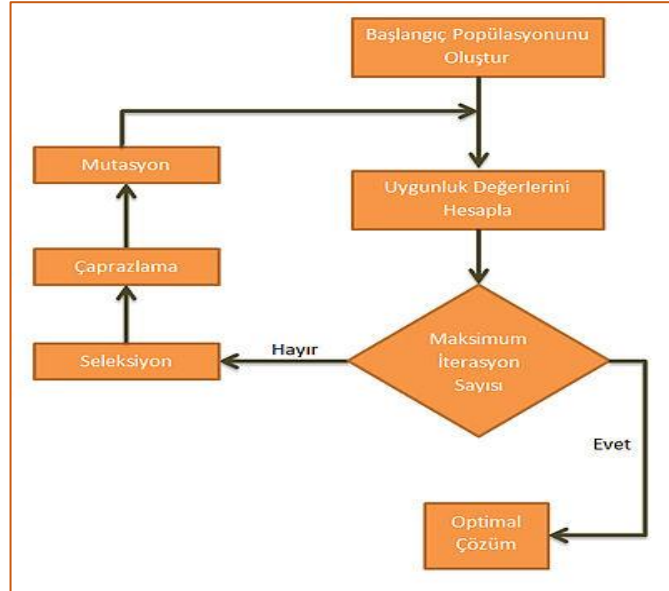 Başlangıç Popülasyonunu
Oluştur
Mutasyon
Uygunluk Değerlerini
Hesapla
Çaprazlama
Seleksiyon
Hayır
Maksimum
İterasyon
Sayısı
Evet
Optimal
Çözüm